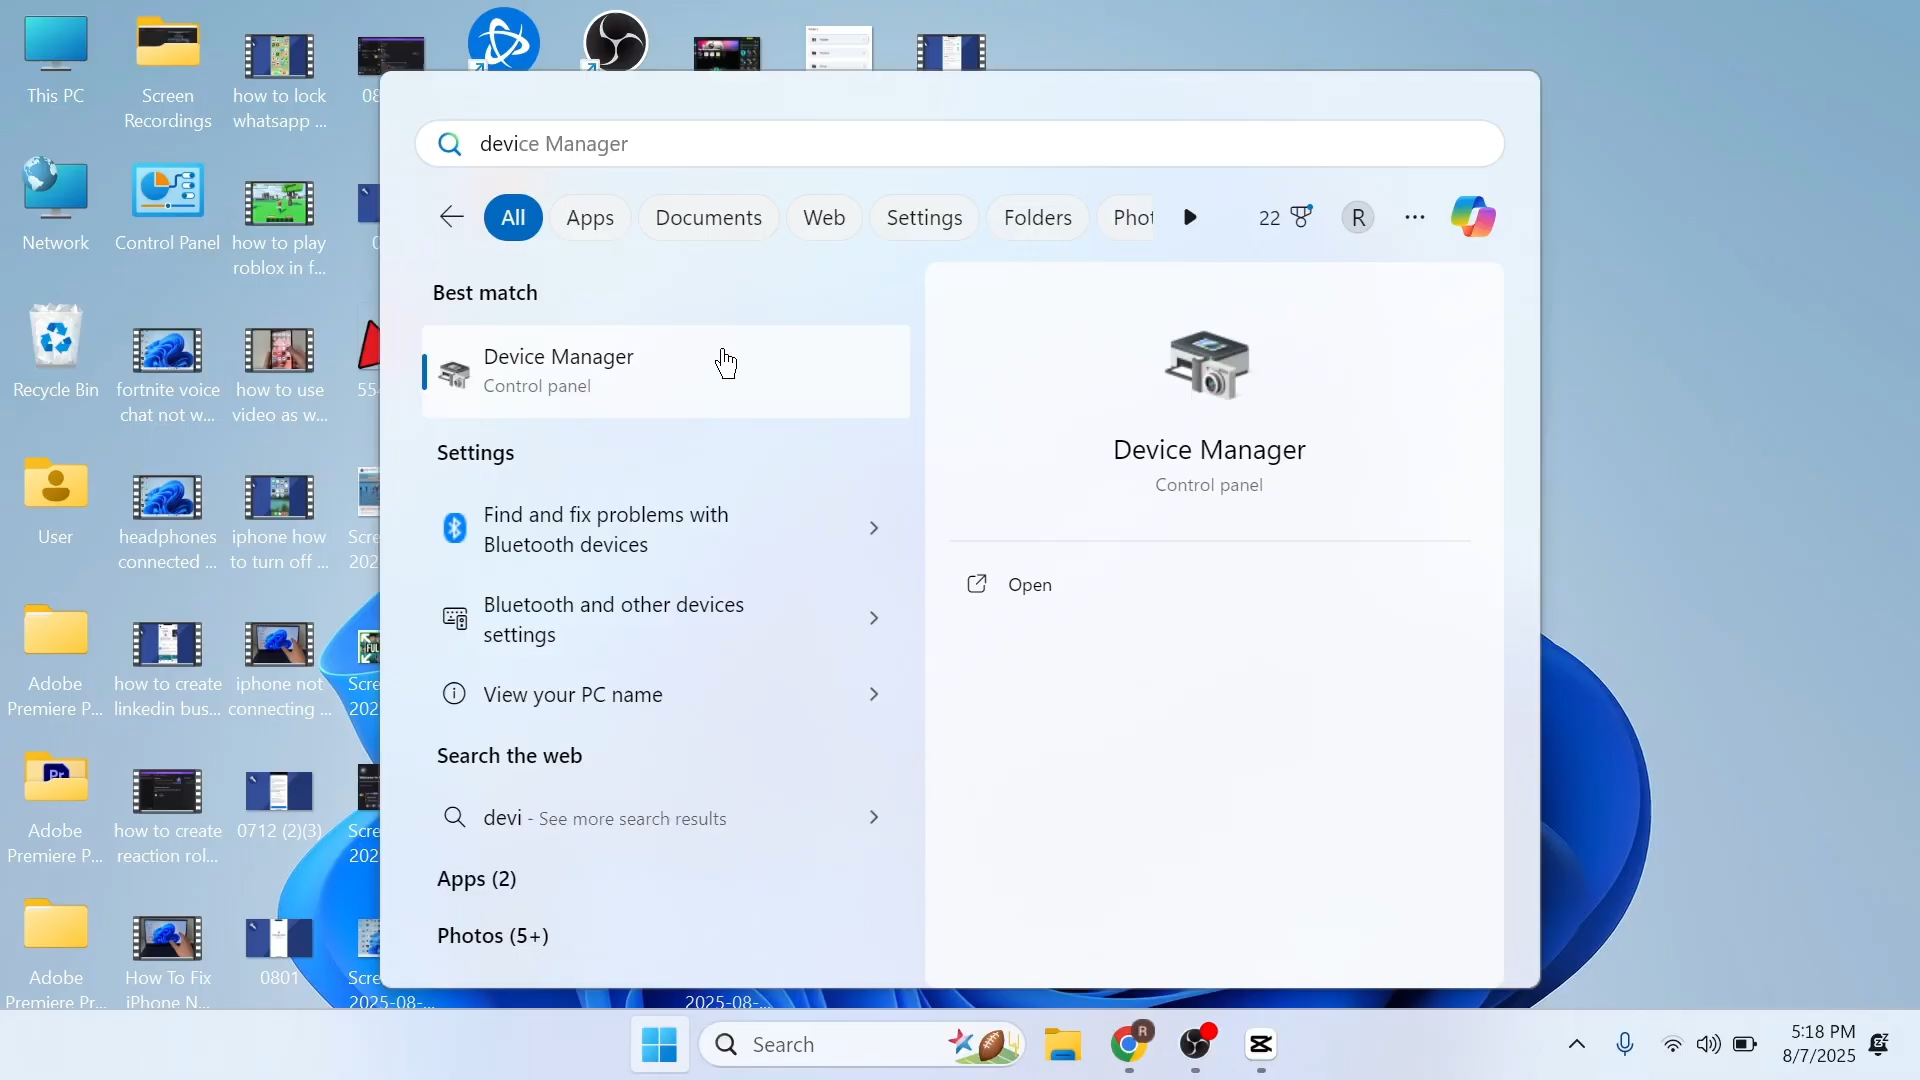 This PC
Screen
Recordings
how to lock
whatsapp ...
08
Network
Control Panel
how to play
roblox in f...
Recycle Bin
fortnite voice
chat not w...
how to use
video as w...
User
headphones
connected ...
iphone how
to turn off ...
Scre
202
Adobe
Premiere P...
how to create
linkedin bus...
iphone not
connecting ...
Scre
202
Pr
Adobe
Premiere P...
how to create
reaction rol...
0712 (2)(3)
Scre
202
Adobe
Premiere Pr...
How To Fix
iPhone N...
0801
Scre
2025-08-...
2025-08-...
device Manager
All
Apps
Documents
Web
Settings
Folders
Phot
22
R
Best match
Device Manager
Control panel
Settings
Find and fix problems with
Bluetooth devices
Bluetooth and other devices
settings
View your PC name
Search the web
devi - See more search results
Apps (2)
Photos (5+)
Device Manager
Control panel
Open
Search
R
5:18 PM
8/7/2025